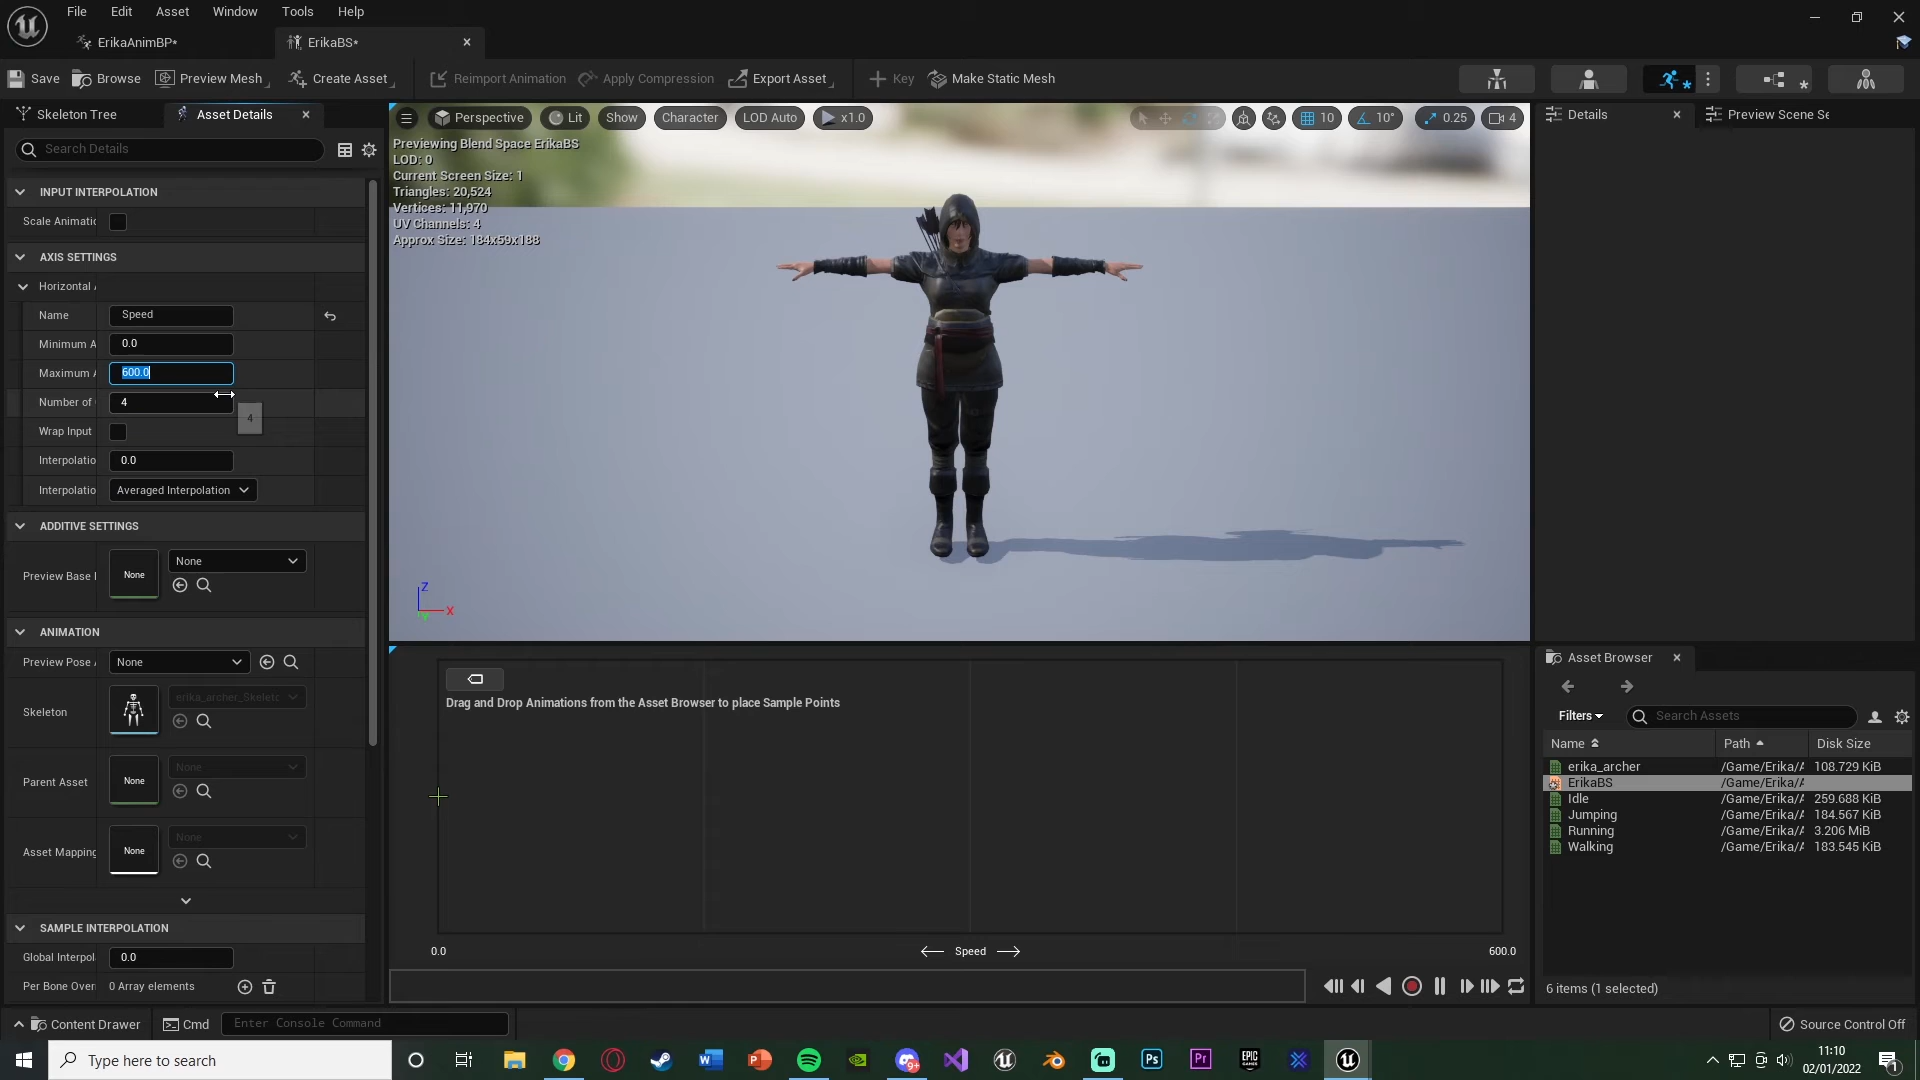 File Edit Asset Window Tools Help
ErikaAnimBP* ErikaBS*
Save Browse Preview Mesh Create Asset Reimport Animation Apply Compression Export Asset Key Make Static Mesh
Skeleton Tree Asset Details
Search Details
INPUT INTERPOLATION
Scale Animatic
AXIS SETTINGS
Horizontal A
Name Speed
Minimum A 0.0
Maximum A 600.0
Number of 4
4
Wrap Input
Interpolatio 0.0
Interpolatio Averaged Interpolation
ADDITIVE SETTINGS
Preview Base None None
ANIMATION
Preview Pose None
Skeleton erika_archer_Skeletc
Parent Asset None None
Asset Mapping None None
SAMPLE INTERPOLATION
Global Interpol 0.0
Per Bone Over 0 Array elements
Perspective Lit Show Character LOD Auto x1.0 10 10° 0.25 4
Previewing Blend Space ErikaBS
LOD: 0
Current Screen Size: 1
Triangles: 20,524
Vertices: 11,970
UV Channels: 4
Approx Size: 184x59x188
Z
X
Y
Drag and Drop Animations from the Asset Browser to place Sample Points
0.0 Speed 600.0
Details Preview Scene Se
Asset Browser
Filters Search Assets
Name Path Disk Size
erika_archer /Game/Erika/A 108.729 KiB
ErikaBS /Game/Erika/A
Idle /Game/Erika/A 259.688 KiB
Jumping /Game/Erika/A 184.567 KiB
Running /Game/Erika/A 3.206 MiB
Walking /Game/Erika/A 183.545 KiB
6 items (1 selected)
Content Drawer Cmd Enter Console Command Source Control Off
Type here to search
11:10
02/01/2022